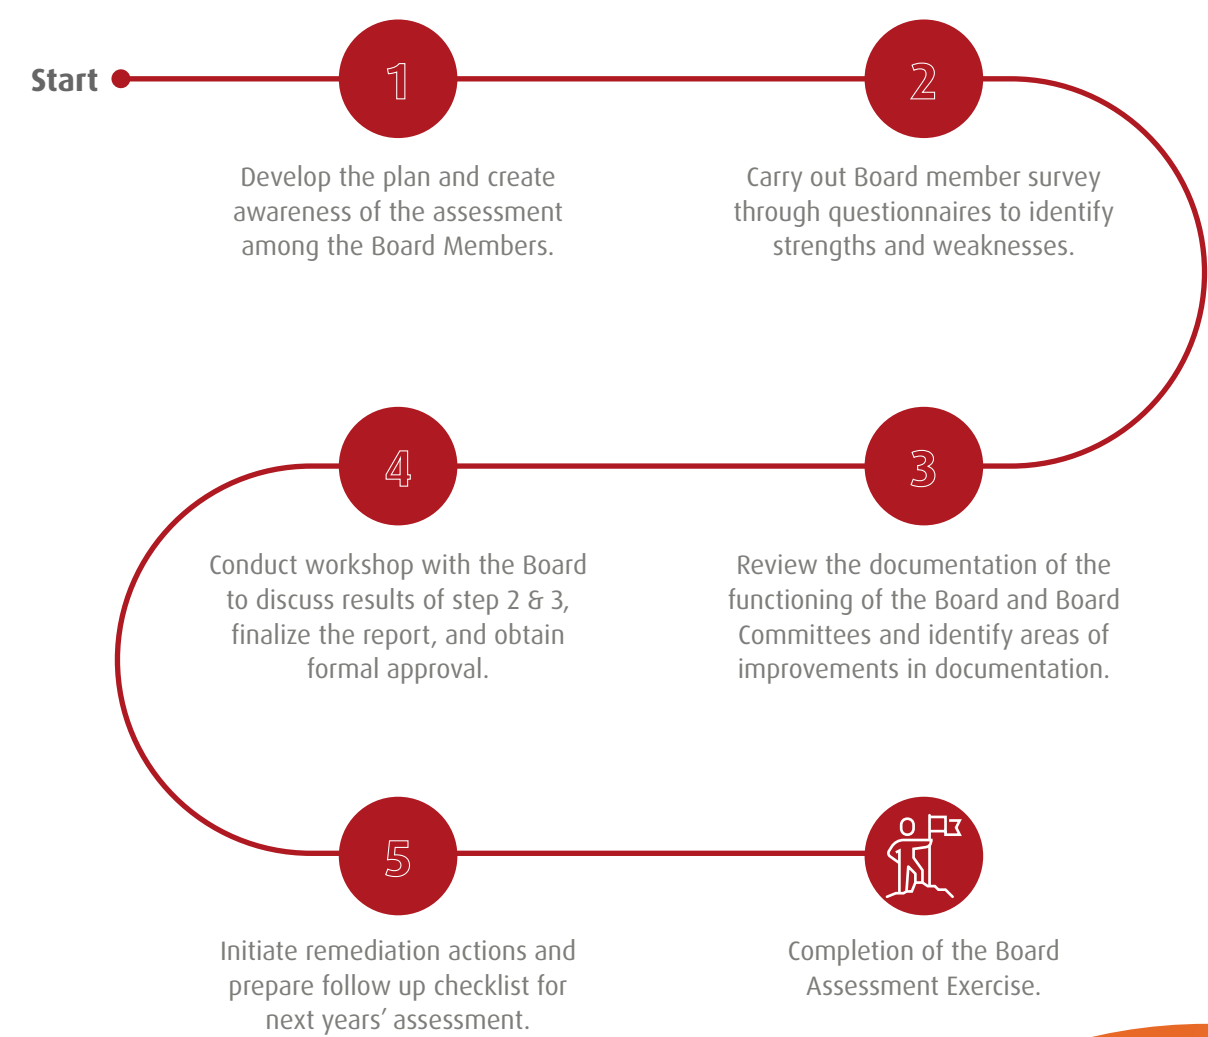 Start
1
Develop the plan and create
awareness of the assessment
among the Board Members.
2
Carry out Board member survey
through questionnaires to identify
strengths and weaknesses.
3
Review the documentation of the
functioning of the Board and Board
Committees and identify areas of
improvements in documentation.
4
Conduct workshop with the Board
to discuss results of step 2 & 3,
finalize the report, and obtain
formal approval.
5
Initiate remediation actions and
prepare follow up checklist for
next years’ assessment.
Completion of the Board
Assessment Exercise.